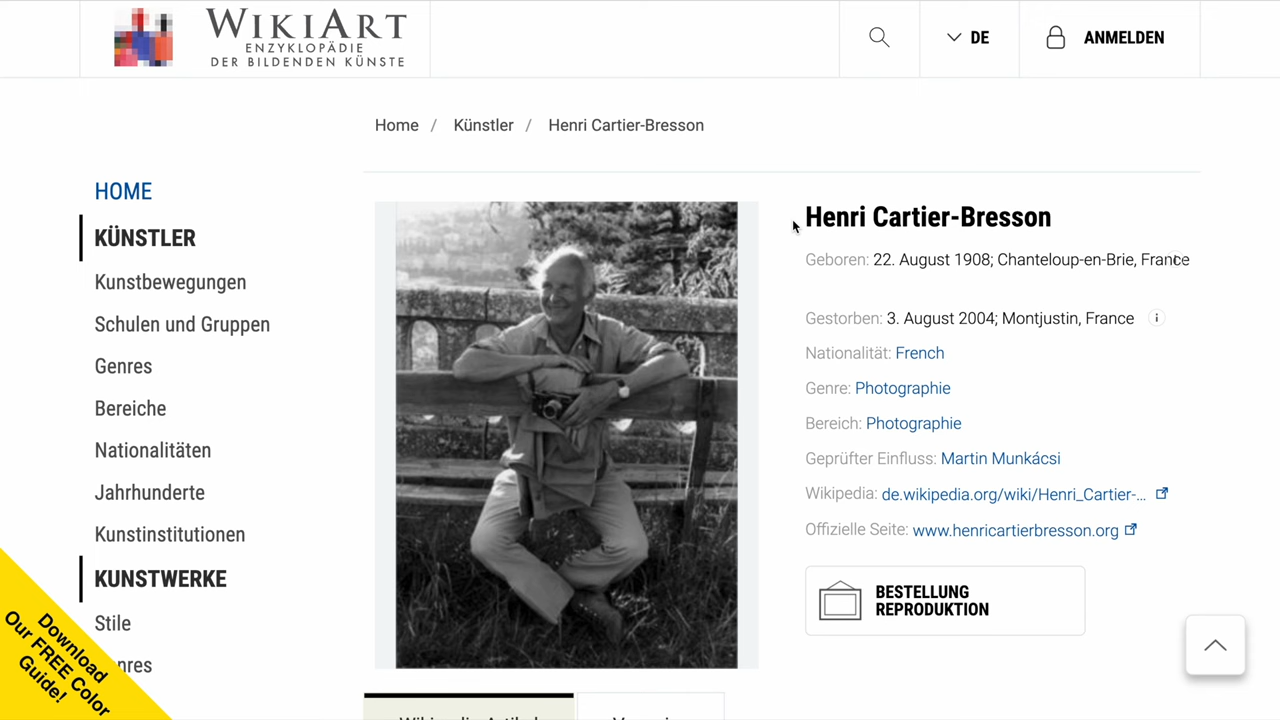 WIKIART
ENZYKLOPÄDIE
DER BILDENDEN KÜNSTE
DE
ANMELDEN
Home / Künstler / Henri Cartier-Bresson
HOME
KÜNSTLER
Kunstbewegungen
Schulen und Gruppen
Genres
Bereiche
Nationalitäten
Jahrhunderte
Kunstinstitutionen
KUNSTWERKE
Stile
nres
Download
Our FREE Color
Guide!
Henri Cartier-Bresson
Geboren: 22. August 1908; Chanteloup-en-Brie, France
Gestorben: 3. August 2004; Montjustin, France
Nationalität: French
Genre: Photographie
Bereich: Photographie
Geprüfter Einfluss: Martin Munkácsi
Wikipedia: de.wikipedia.org/wiki/Henri_Cartier-...
Offizielle Seite: www.henricartierbresson.org
BESTELLUNG
REPRODUKTION